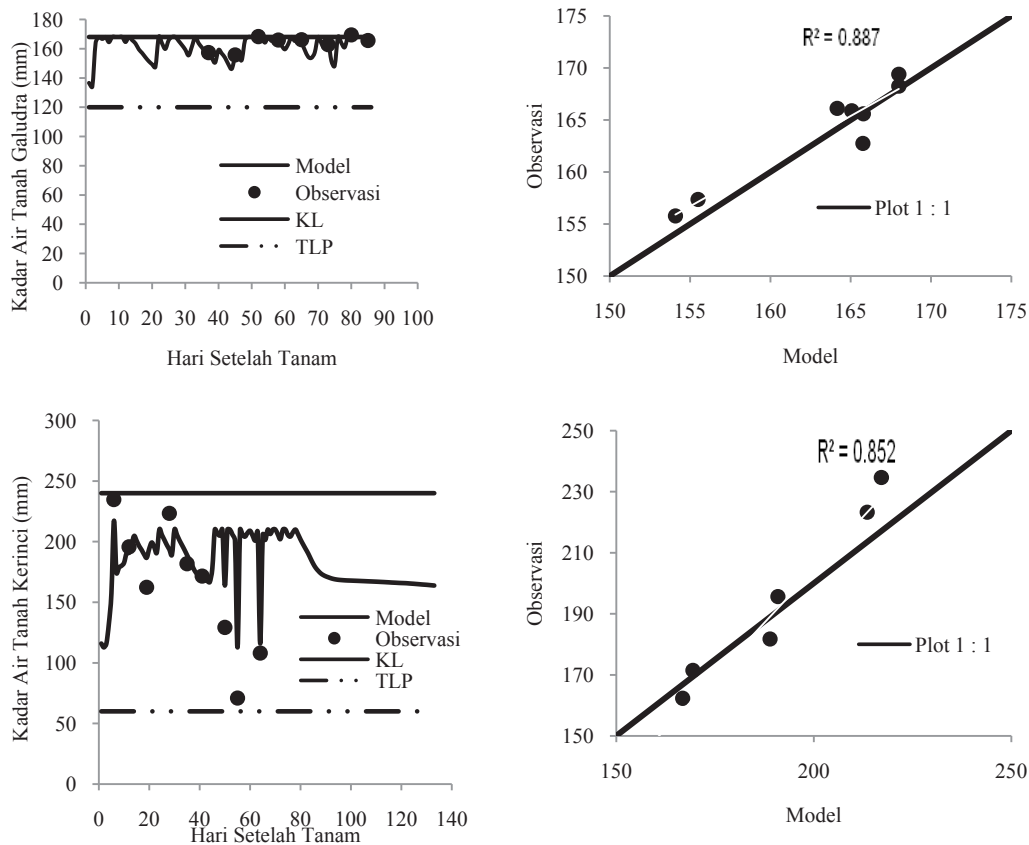 Kadar Air Tanah Galudra (mm)
180
160
140
120
100
80
60
40
20
0
Model
Observasi
KL
TLP
0 10 20 30 40 50 60 70 80 90 100
Hari Setelah Tanam
Observasi
175
170
165
160
155
150
R² = 0.887
Plot 1 : 1
150 155 160 165 170 175
Model
Kadar Air Tanah Kerinci (mm)
300
250
200
150
100
50
0
Model
Observasi
KL
TLP
0 20 40 60 80 100 120 140
Hari Setelah Tanam
Observasi
250
230
210
190
170
150
R² = 0.852
Plot 1 : 1
150 200 250
Model